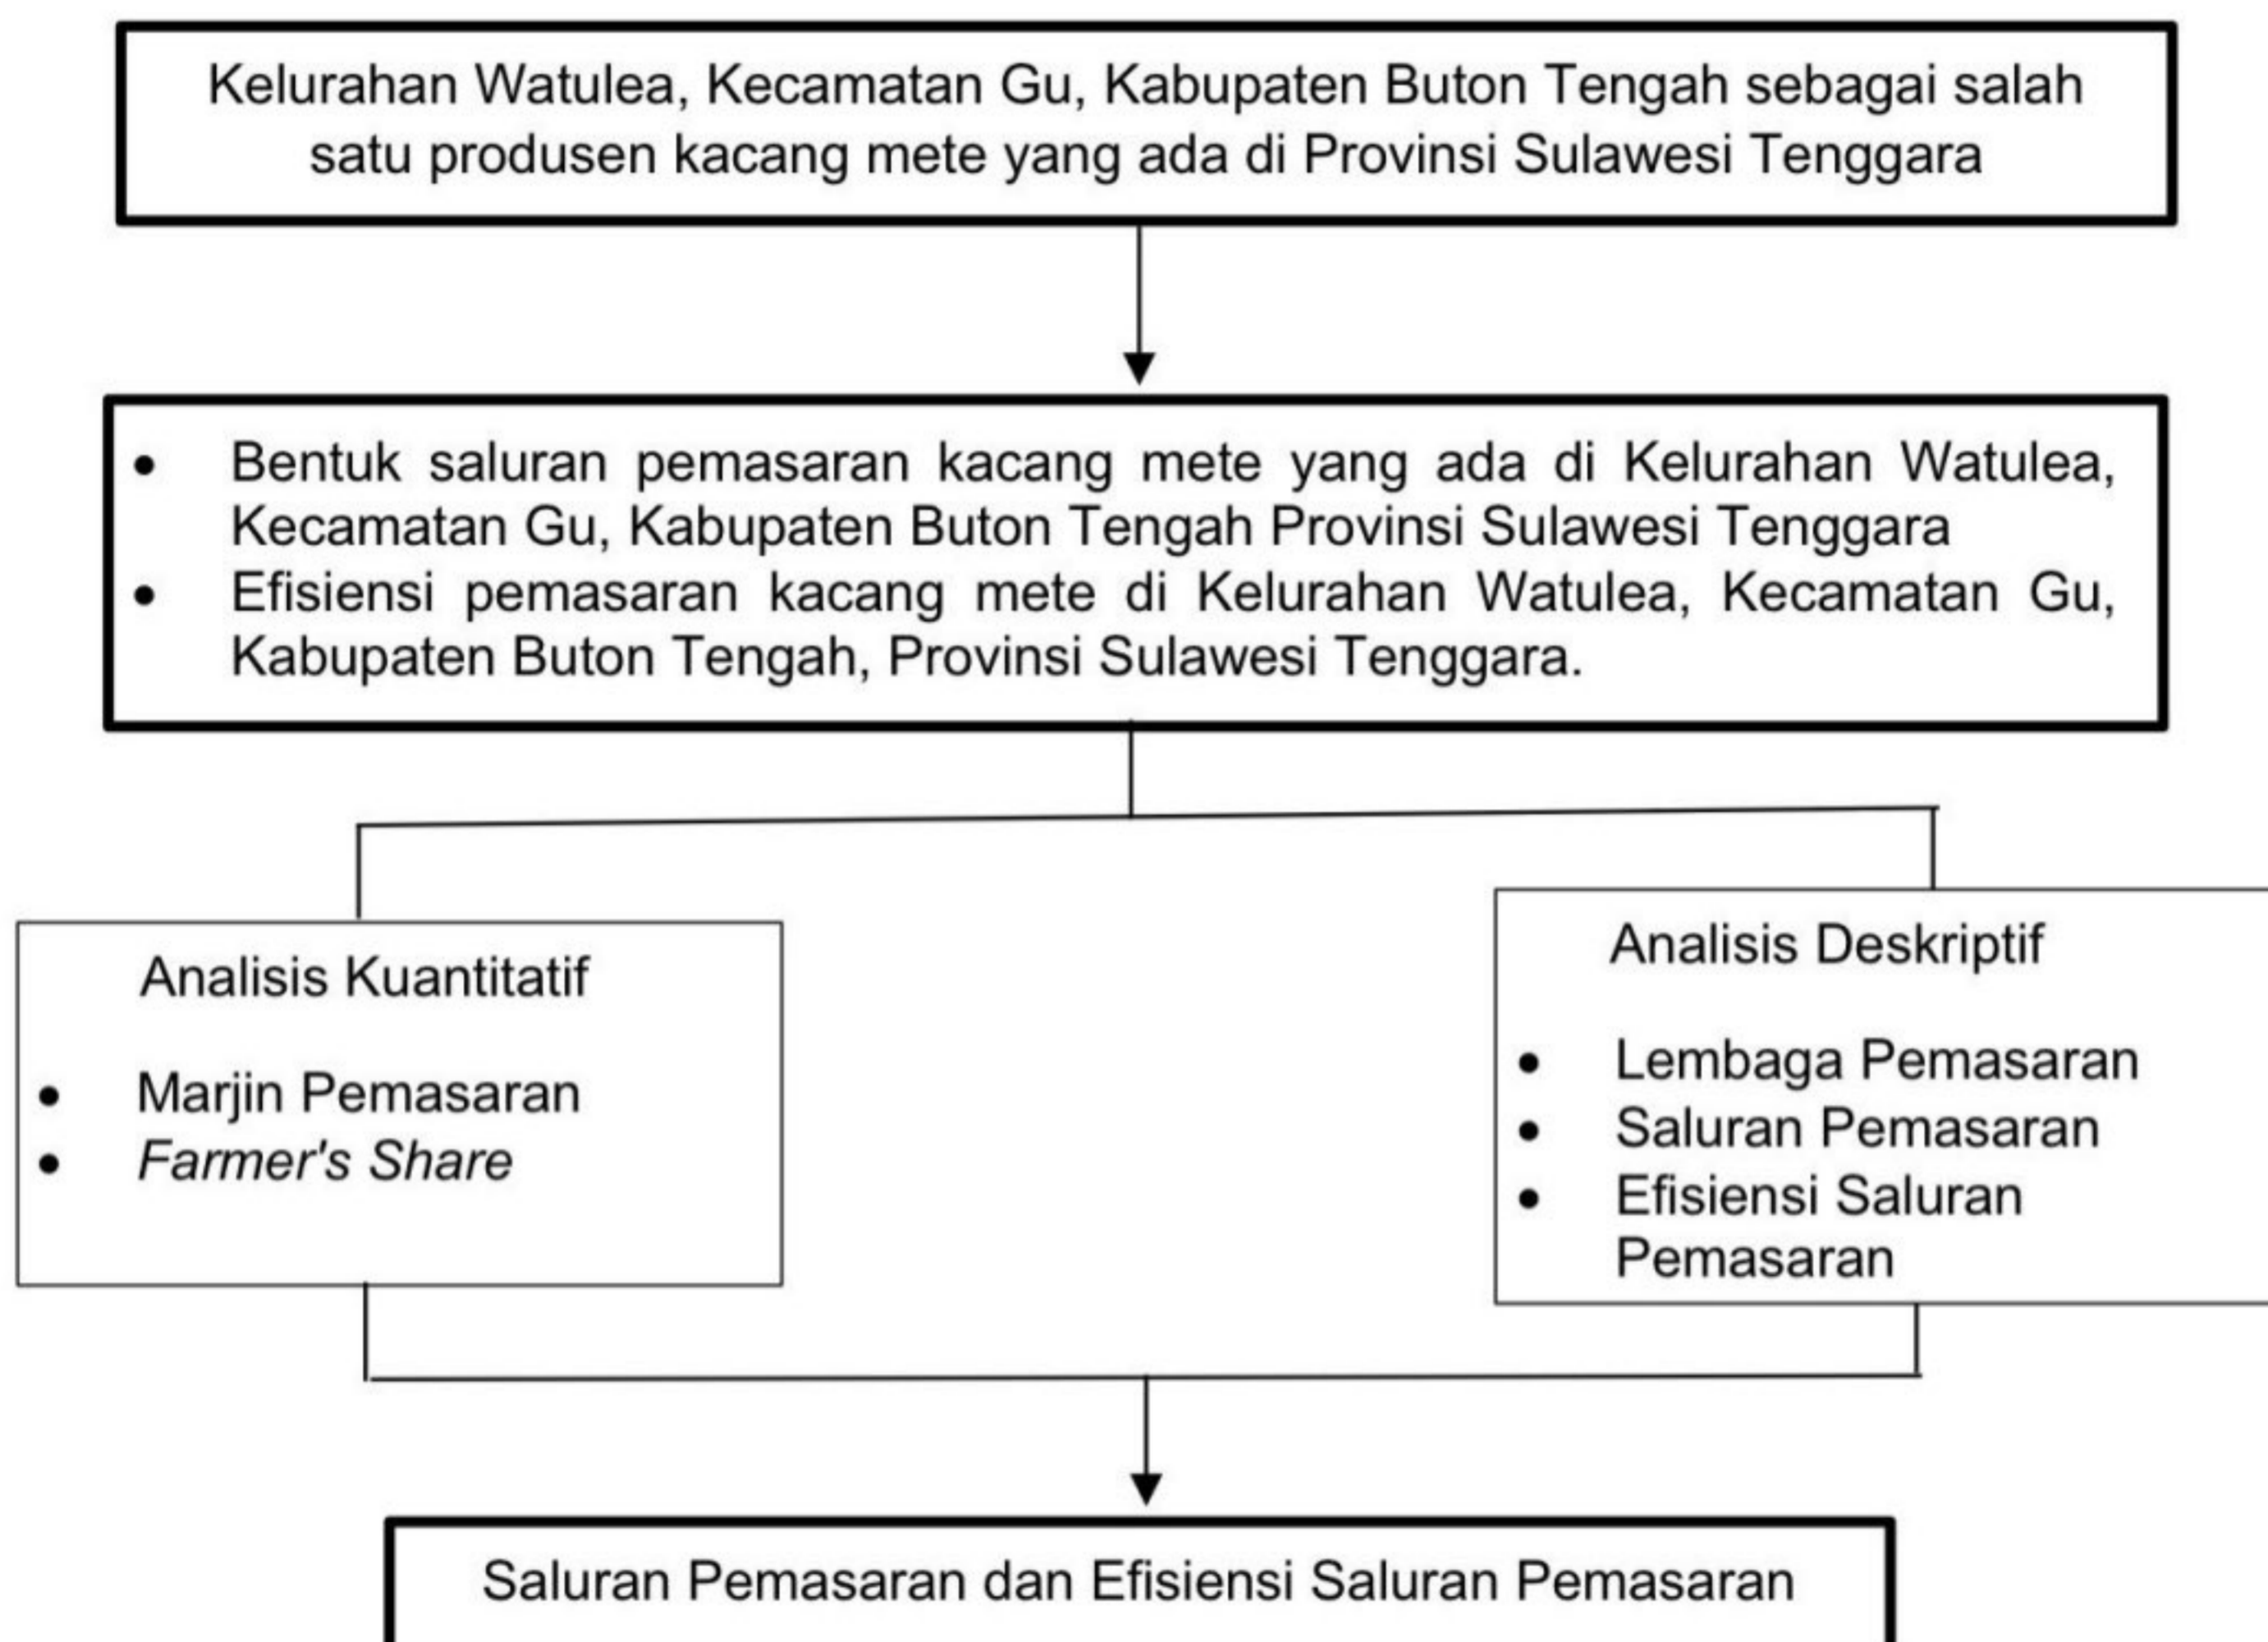 Kelurahan Watulea, Kecamatan Gu, Kabupaten Buton Tengah sebagai salah
satu produsen kacang mete yang ada di Provinsi Sulawesi Tenggara
• Bentuk saluran pemasaran kacang mete yang ada di Kelurahan Watulea,
Kecamatan Gu, Kabupaten Buton Tengah Provinsi Sulawesi Tenggara
• Efisiensi pemasaran kacang mete di Kelurahan Watulea, Kecamatan Gu,
Kabupaten Buton Tengah, Provinsi Sulawesi Tenggara.
Analisis Kuantitatif
• Marjin Pemasaran
• Farmer's Share
Analisis Deskriptif
• Lembaga Pemasaran
• Saluran Pemasaran
• Efisiensi Saluran
Pemasaran
Saluran Pemasaran dan Efisiensi Saluran Pemasaran